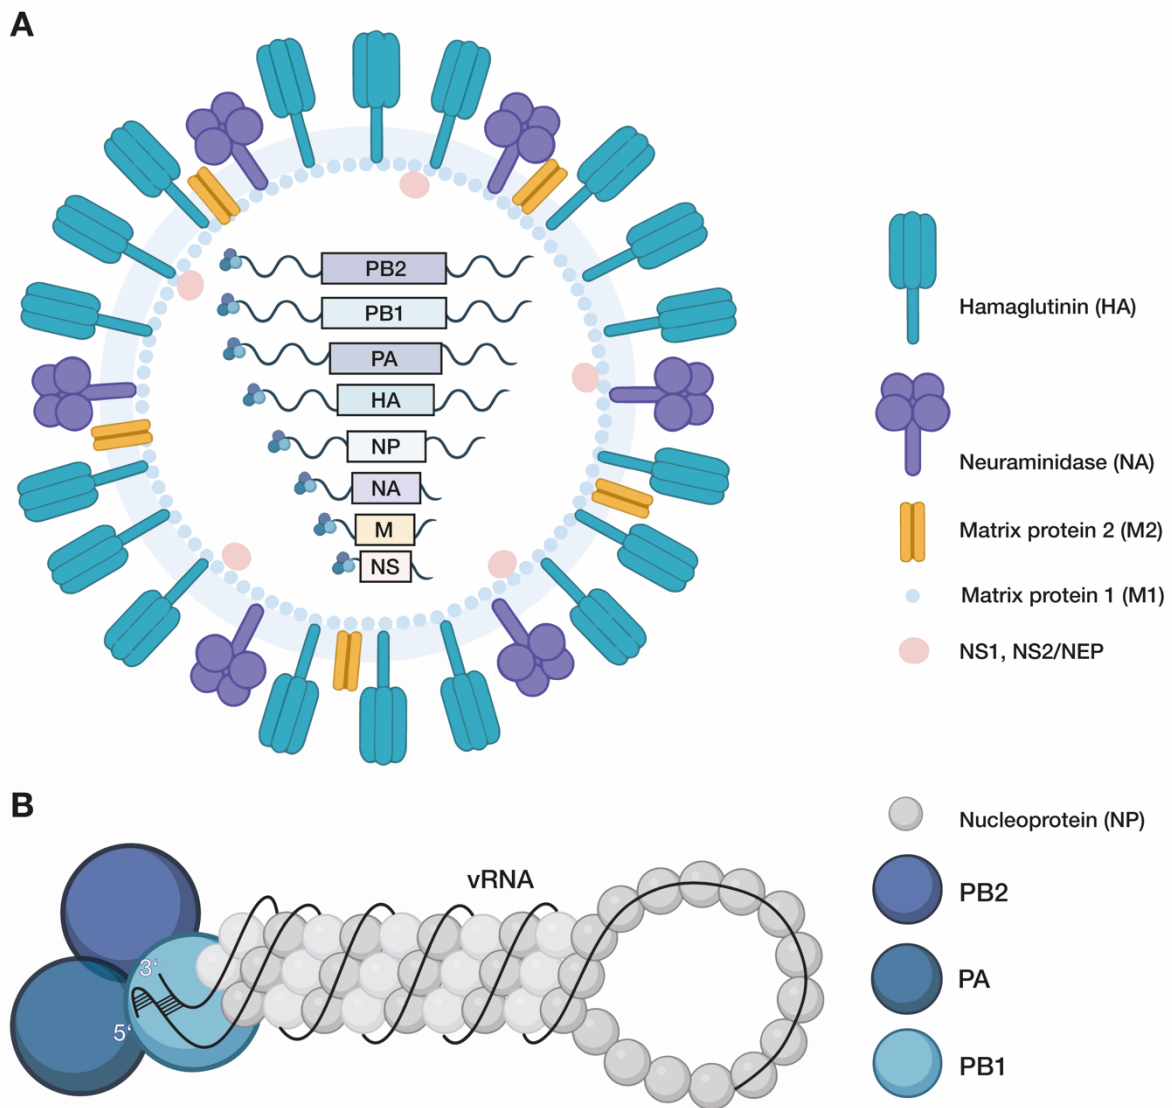 A
PB2
PB1
PA
HA
NP
NA
M
NS
Hamaglutinin (HA)
Neuraminidase (NA)
Matrix protein 2 (M2)
Matrix protein 1 (M1)
NS1, NS2/NEP
B
vRNA
3‘
5‘
Nucleoprotein (NP)
PB2
PA
PB1